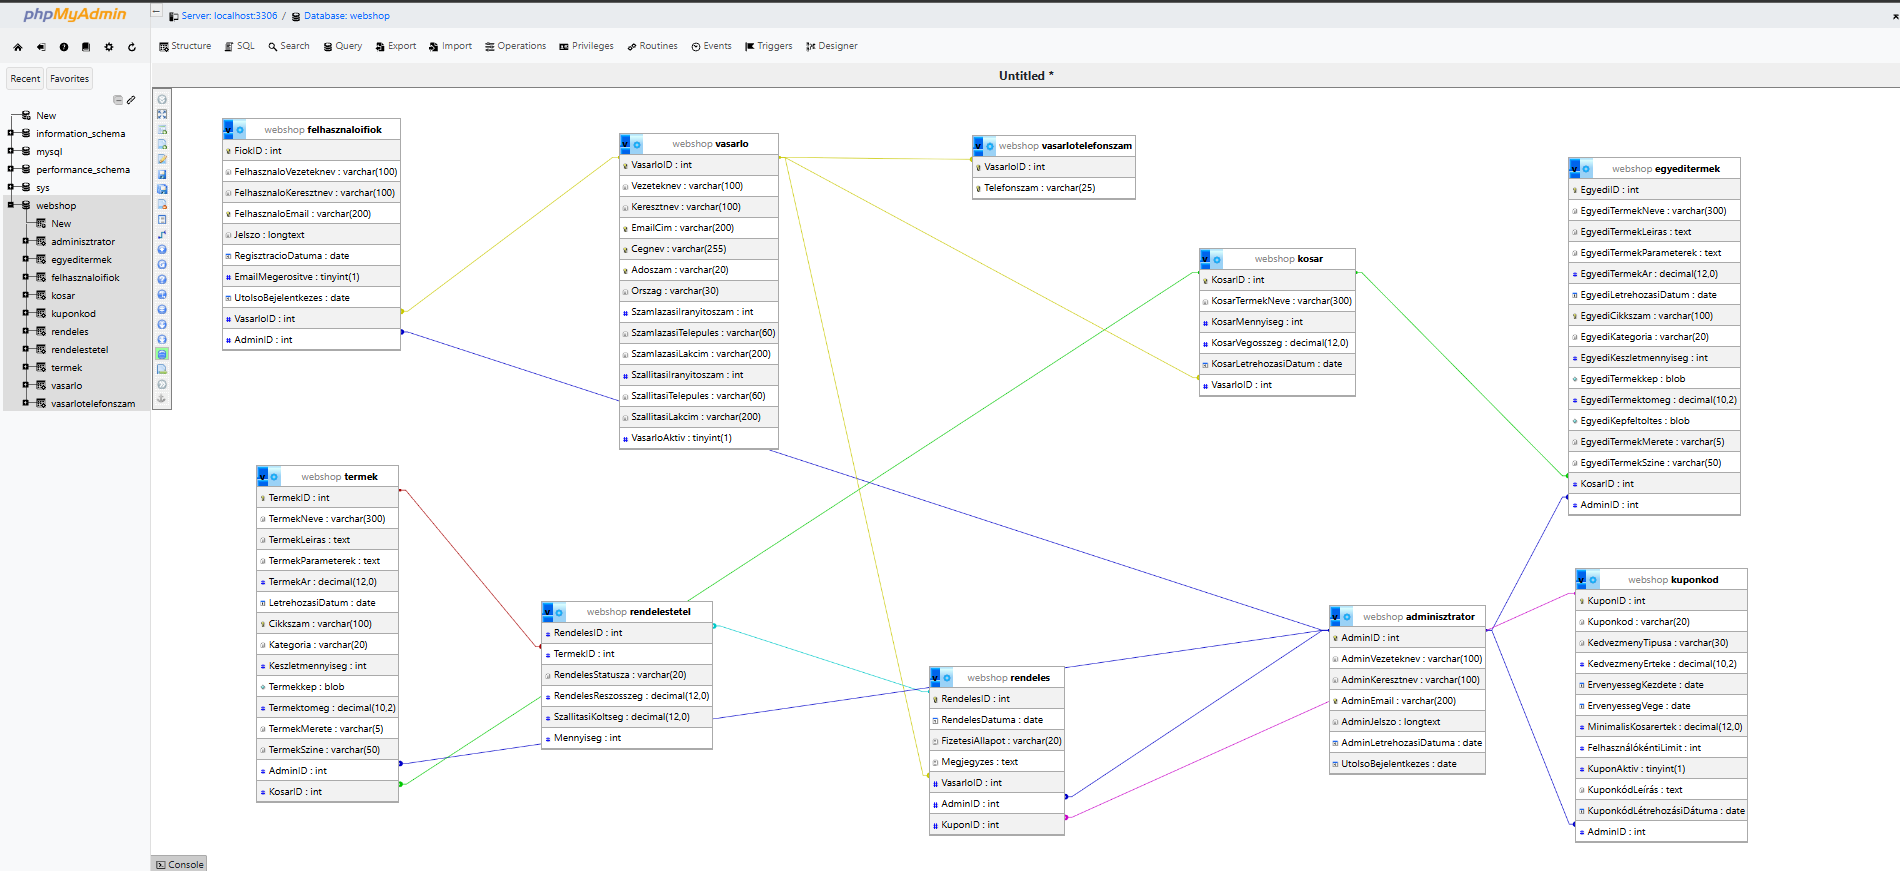 phpMyAdmin
Server: localhost:3306 / Database: webshop
Structure SQL Search Query Export Import Operations Privileges Routines Events Triggers Designer
Recent Favorites
New
information_schema
mysql
performance_schema
sys
webshop
New
adminisztrator
egyeditermek
felhasznaloifiok
kosar
kuponkod
rendeles
rendelestetel
termek
vasarlo
vasarlotelefonszam
Untitled *
webshop felhasznaloifiok
FiokID : int
FelhasznaloVezeteknev : varchar(100)
FelhasznaloKeresztnev : varchar(100)
FelhasznaloEmail : varchar(200)
Jelszo : longtext
RegisztracioDatuma : date
EmailMegerositve : tinyint(1)
UtolsoBejelentkezes : date
VasarloID : int
AdminID : int
webshop vasarlo
VasarloID : int
Vezeteknev : varchar(100)
Keresztnev : varchar(100)
EmailCim : varchar(200)
Cegnev : varchar(255)
Adoszam : varchar(20)
Orszag : varchar(30)
SzamlazasiIranyitoszam : int
SzamlazasiTelepules : varchar(60)
SzamlazasiLakcim : varchar(200)
SzallitasiIranyitoszam : int
SzallitasiTelepules : varchar(60)
SzallitasiLakcim : varchar(200)
VasarloAktiv : tinyint(1)
webshop vasarlotelefonszam
VasarloID : int
Telefonszam : varchar(25)
webshop kosar
KosarID : int
KosarTermekNeve : varchar(300)
KosarMennyiseg : int
KosarVegosszeg : decimal(12,0)
KosarLetrehozasiDatum : date
VasarloID : int
webshop egyeditermek
EgyediID : int
EgyediTermekNeve : varchar(300)
EgyediTermekLeiras : text
EgyediTermekParameterek : text
EgyediTermekAr : decimal(12,0)
EgyediLetrehozasiDatum : date
EgyediCikkszam : varchar(100)
EgyediKategoria : varchar(20)
EgyediKeszletmennyiseg : int
EgyediTermekkep : blob
EgyediTermektomeg : decimal(10,2)
EgyediKepfeltoltes : blob
EgyediTermekMerete : varchar(5)
EgyediTermekSzine : varchar(50)
KosarID : int
AdminID : int
webshop termek
TermekID : int
TermekNeve : varchar(300)
TermekLeiras : text
TermekParameterek : text
TermekAr : decimal(12,0)
LetrehozasiDatum : date
Cikkszam : varchar(100)
Kategoria : varchar(20)
Keszletmennyiseg : int
Termekkep : blob
Termektomeg : decimal(10,2)
TermekMerete : varchar(5)
TermekSzine : varchar(50)
AdminID : int
KosarID : int
webshop rendelestetel
RendelesID : int
TermekID : int
RendelesStatusza : varchar(20)
RendelesReszosszeg : decimal(12,0)
SzallitasiKoltseg : decimal(12,0)
Mennyiseg : int
webshop rendeles
RendelesID : int
RendelesDatuma : date
FizetesiAllapot : varchar(20)
Megjegyzes : text
VasarloID : int
AdminID : int
KuponID : int
webshop adminisztrator
AdminID : int
AdminVezeteknev : varchar(100)
AdminKeresztnev : varchar(100)
AdminEmail : varchar(200)
AdminJelszo : longtext
AdminLetrehozasiDatuma : date
UtolsoBejelentkezes : date
webshop kuponkod
KuponID : int
Kuponkod : varchar(20)
KedvezmenyTipusa : varchar(30)
KedvezmenyErteke : decimal(10,2)
ErvenyessegKezdete : date
ErvenyessegVege : date
MinimalisKosarertek : decimal(12,0)
FelhasználókéntiLimit : int
KuponAktiv : tinyint(1)
KuponkódLeírás : text
KuponkódLétrehozásiDátuma : date
AdminID : int
Console